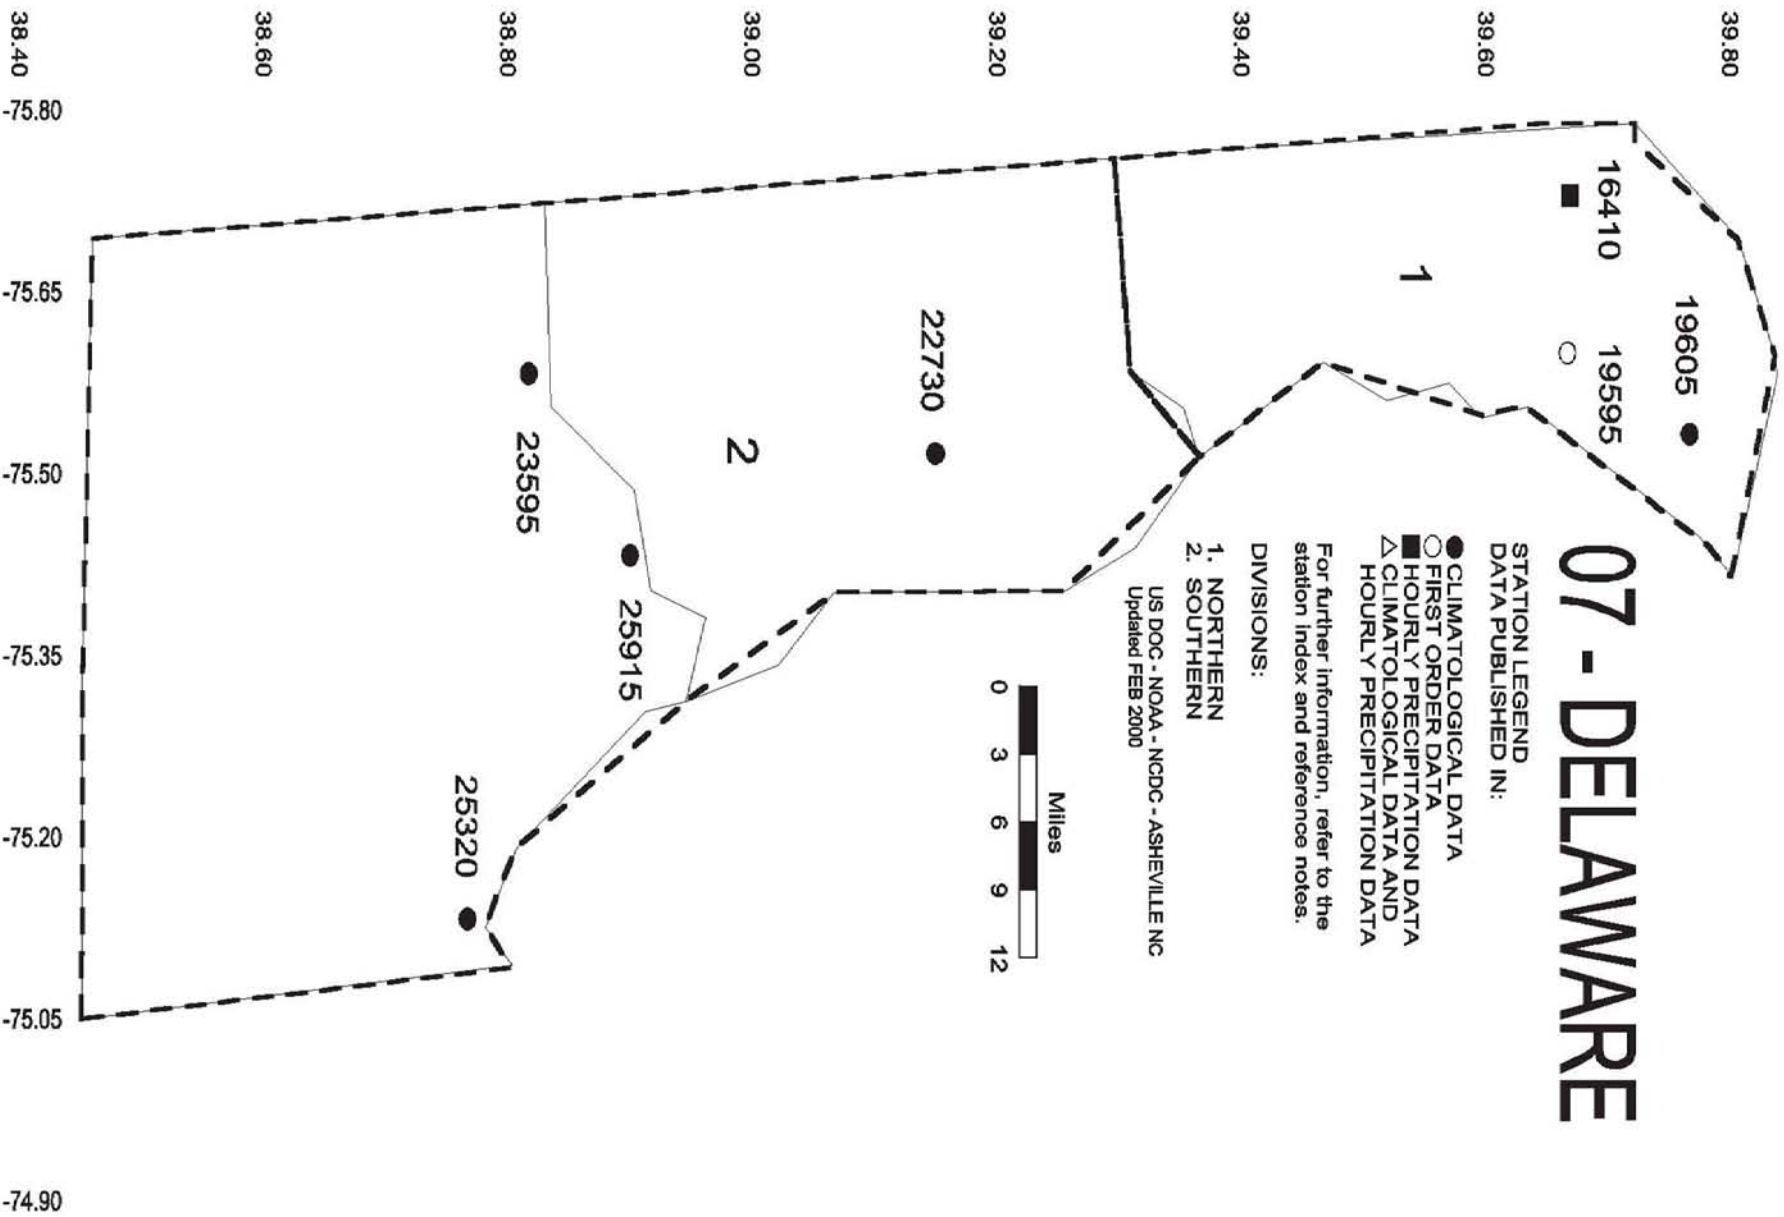 07 - DELAWARE
STATION LEGEND
DATA PUBLISHED IN:
CLIMATOLOGICAL DATA
FIRST ORDER DATA
HOURLY PRECIPITATION DATA
CLIMATOLOGICAL DATA AND
HOURLY PRECIPITATION DATA
For further information, refer to the
station index and reference notes.
DIVISIONS:
1. NORTHERN
2. SOUTHERN
US DOC - NOAA - NCDC - ASHEVILLE NC
Updated FEB 2000
Miles
0 3 6 9 12
19605
16410
19595
1
22730
2
25915
23595
25320
39.80
39.60
39.40
39.20
39.00
38.80
38.60
38.40
-75.80
-75.65
-75.50
-75.35
-75.20
-75.05
-74.90